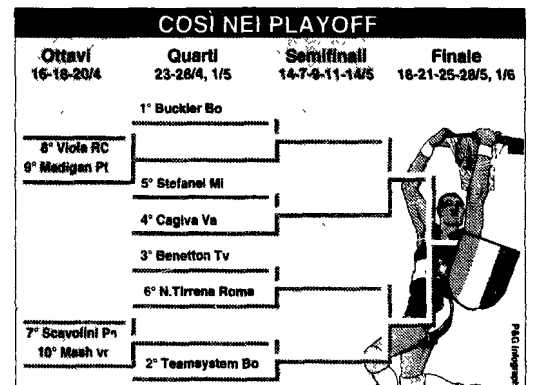 COSÌ NEI PLAYOFF
Ottavi
16-18-20/4
Quarti
23-26/4, 1/5
Semifinali
14-7-9-11-14/5
Finale
18-21-25-28/5, 1/6
1° Buckler Bo
8° Viola RC
9° Madigan Pt
5° Stefanel Mi
4° Cagiva Va
3° Benetton Tv
6° N.Tirrena Roma
7° Scavolini Ps
10° Mash vr
2° Teamsystem Bo
P&G Infograph